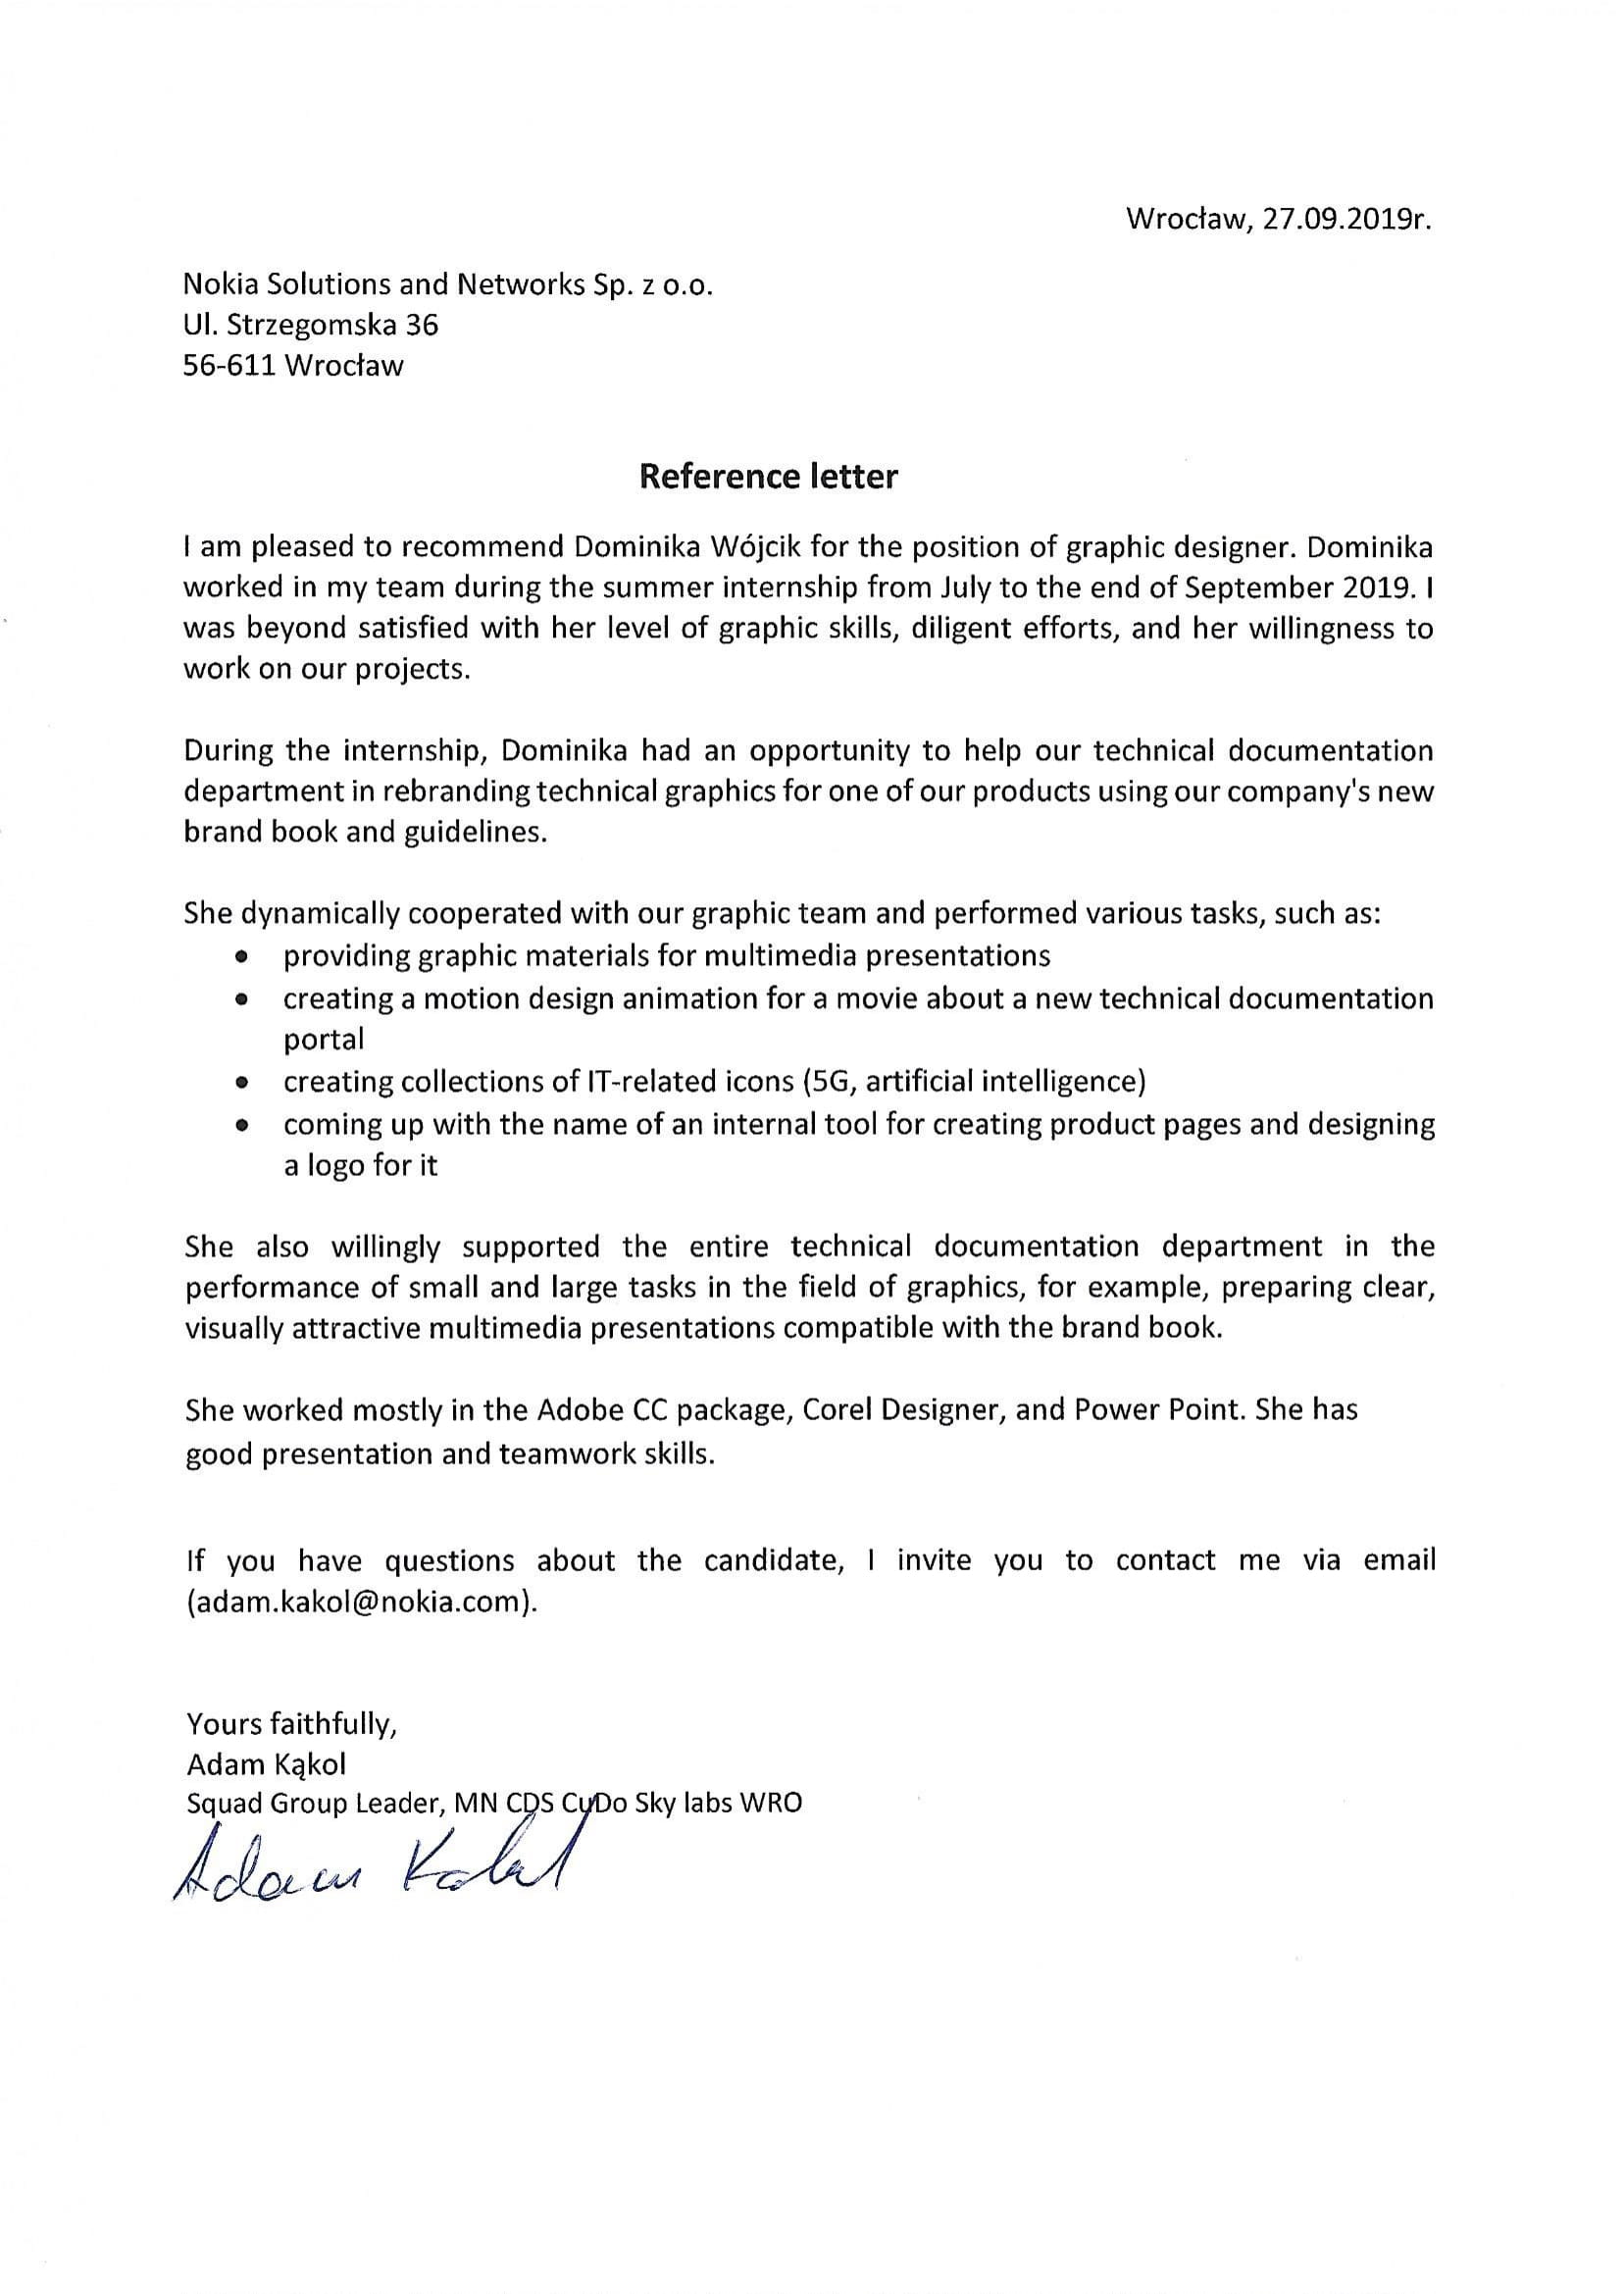 Wrocław, 27.09.2019r.
Nokia Solutions and Networks Sp. z o.o.
Ul. Strzegomska 36
56-611 Wrocław
Reference letter
I am pleased to recommend Dominika Wójcik for the position of graphic designer. Dominika
worked in my team during the summer internship from July to the end of September 2019. I
was beyond satisfied with her level of graphic skills, diligent efforts, and her willingness to
work on our projects.
During the internship, Dominika had an opportunity to help our technical documentation
department in rebranding technical graphics for one of our products using our company's new
brand book and guidelines.
She dynamically cooperated with our graphic team and performed various tasks, such as:
• providing graphic materials for multimedia presentations
• creating a motion design animation for a movie about a new technical documentation
portal
• creating collections of IT-related icons (5G, artificial intelligence)
• coming up with the name of an internal tool for creating product pages and designing
a logo for it
She also willingly supported the entire technical documentation department in the
performance of small and large tasks in the field of graphics, for example, preparing clear,
visually attractive multimedia presentations compatible with the brand book.
She worked mostly in the Adobe CC package, Corel Designer, and Power Point. She has
good presentation and teamwork skills.
If you have questions about the candidate, I invite you to contact me via email
(adam.kakol@nokia.com).
Yours faithfully,
Adam Kąkol
Squad Group Leader, MN CDS CuDo Sky labs WRO
Adam Kąkol